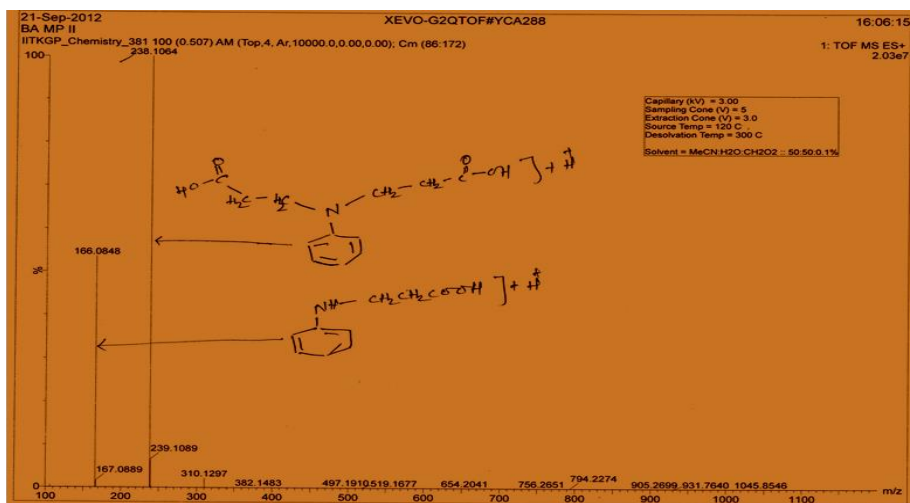 21-Sep-2012 XEVO-G2QTOF#YCA288 16:06:15
BA MP II
IITKGP_Chemistry_381 100 (0.507) AM (Top,4, Ar,10000.0,0.00,0.00); Cm (86:172)
1: TOF MS ES+
238.1064
2.03e7
100
Capillary (kV) = 3.00
Sampling Cone (V) = 5
Extraction Cone (V) = 3.0
Source Temp = 120 C
Desolvation Temp = 300 C
Solvent = MeCN:H2O:CH2O2 :: 50:50:0.1%
O
HO-C
H2C-H2C
N
CH2-CH2-C-OH ] + H+
O
166.0848
%
NH-CH2CH2COOH ] + H+
239.1089
167.0889
310.1297
382.1483
497.1910,519.1677
654.2041
756.2651
794.2274
905.2699,931.7640
1045.8546
0
100 200 300 400 500 600 700 800 900 1000 1100
m/z